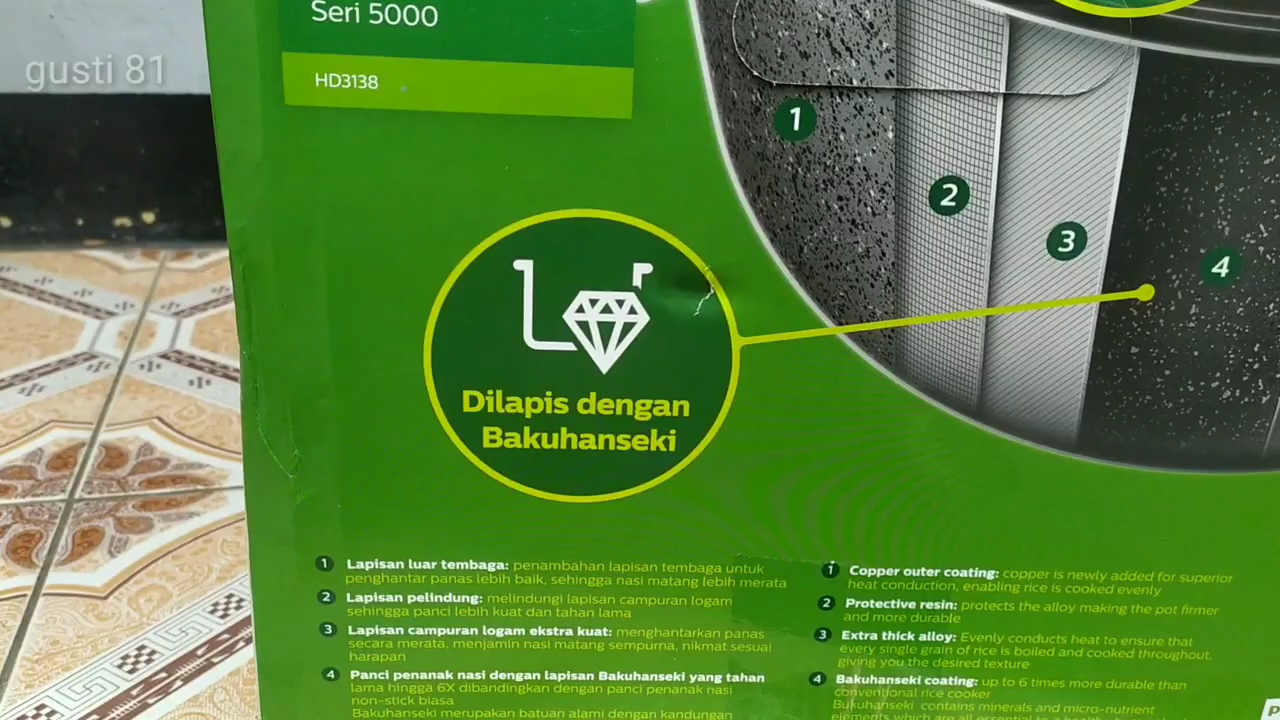 Seri 5000
gusti 81
HD3138
1
2
3
4
Dilapis dengan
Bakuhanseki
1 Lapisan luar tembaga: penambahan lapisan tembaga untuk
penghantar panas lebih baik, sehingga nasi matang lebih merata
2 Lapisan pelindung: melindungi lapisan campuran logam
sehingga panci lebih kuat dan tahan lama
3 Lapisan campuran logam ekstra kuat: menghantarkan panas
secara merata, menjamin nasi matang sempurna, nikmat sesuai
harapan
4 Panci penanak nasi dengan lapisan Bakuhanseki yang tahan
lama hingga 6X dibandingkan dengan panci penanak nasi
non-stick biasa
Bakuhanseki merupakan batuan alami dengan kandungan
1 Copper outer coating: copper is newly added for superior
heat conduction, enabling rice is cooked evenly
2 Protective resin: protects the alloy making the pot firmer
and more durable
3 Extra thick alloy: Evenly conducts heat to ensure that
every single grain of rice is boiled and cooked throughout,
giving you the desired texture
4 Bakuhanseki coating: up to 6 times more durable than
conventional rice cooker
Bukuhanseki contains minerals and micro-nutrient
elements which are all essential to a